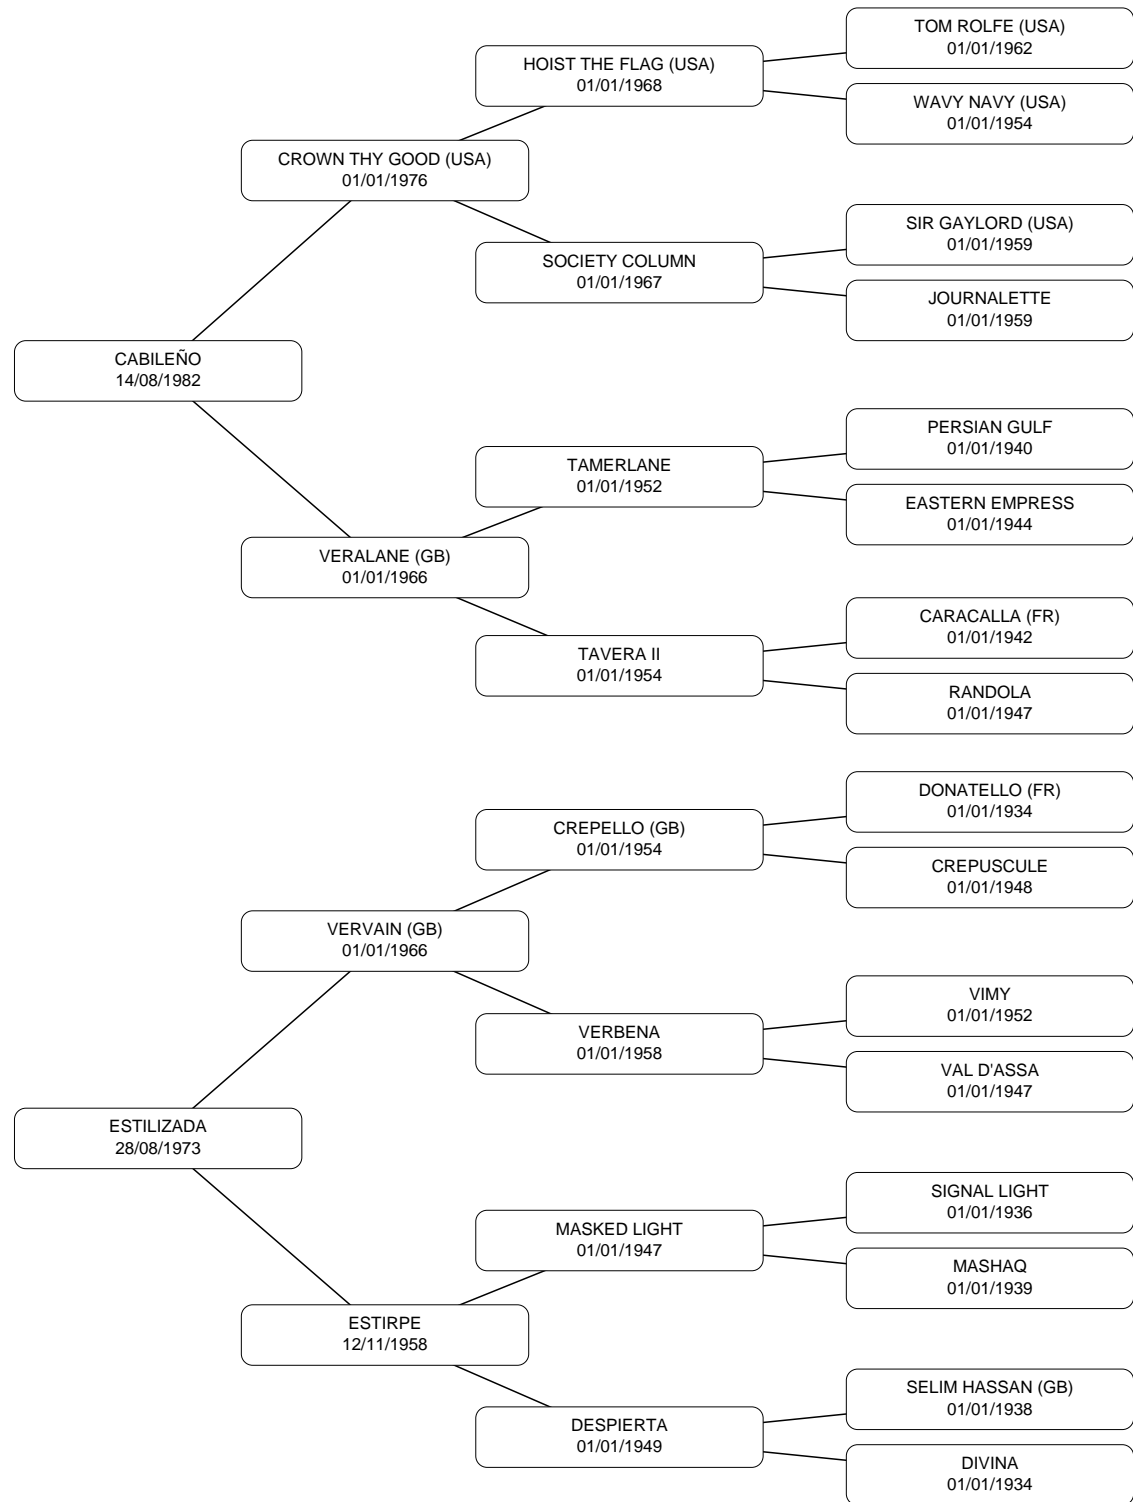 TOM ROLFE (USA)
01/01/1962
HOIST THE FLAG (USA)
01/01/1968
WAVY NAVY (USA)
01/01/1954
CROWN THY GOOD (USA)
01/01/1976
SIR GAYLORD (USA)
01/01/1959
SOCIETY COLUMN
01/01/1967
JOURNALETTE
01/01/1959
CABILEÑO
14/08/1982
PERSIAN GULF
01/01/1940
TAMERLANE
01/01/1952
EASTERN EMPRESS
01/01/1944
VERALANE (GB)
01/01/1966
CARACALLA (FR)
01/01/1942
TAVERA II
01/01/1954
RANDOLA
01/01/1947
DONATELLO (FR)
01/01/1934
CREPELLO (GB)
01/01/1954
CREPUSCULE
01/01/1948
VERVAIN (GB)
01/01/1966
VIMY
01/01/1952
VERBENA
01/01/1958
VAL D'ASSA
01/01/1947
ESTILIZADA
28/08/1973
SIGNAL LIGHT
01/01/1936
MASKED LIGHT
01/01/1947
MASHAQ
01/01/1939
ESTIRPE
12/11/1958
SELIM HASSAN (GB)
01/01/1938
DESPIERTA
01/01/1949
DIVINA
01/01/1934